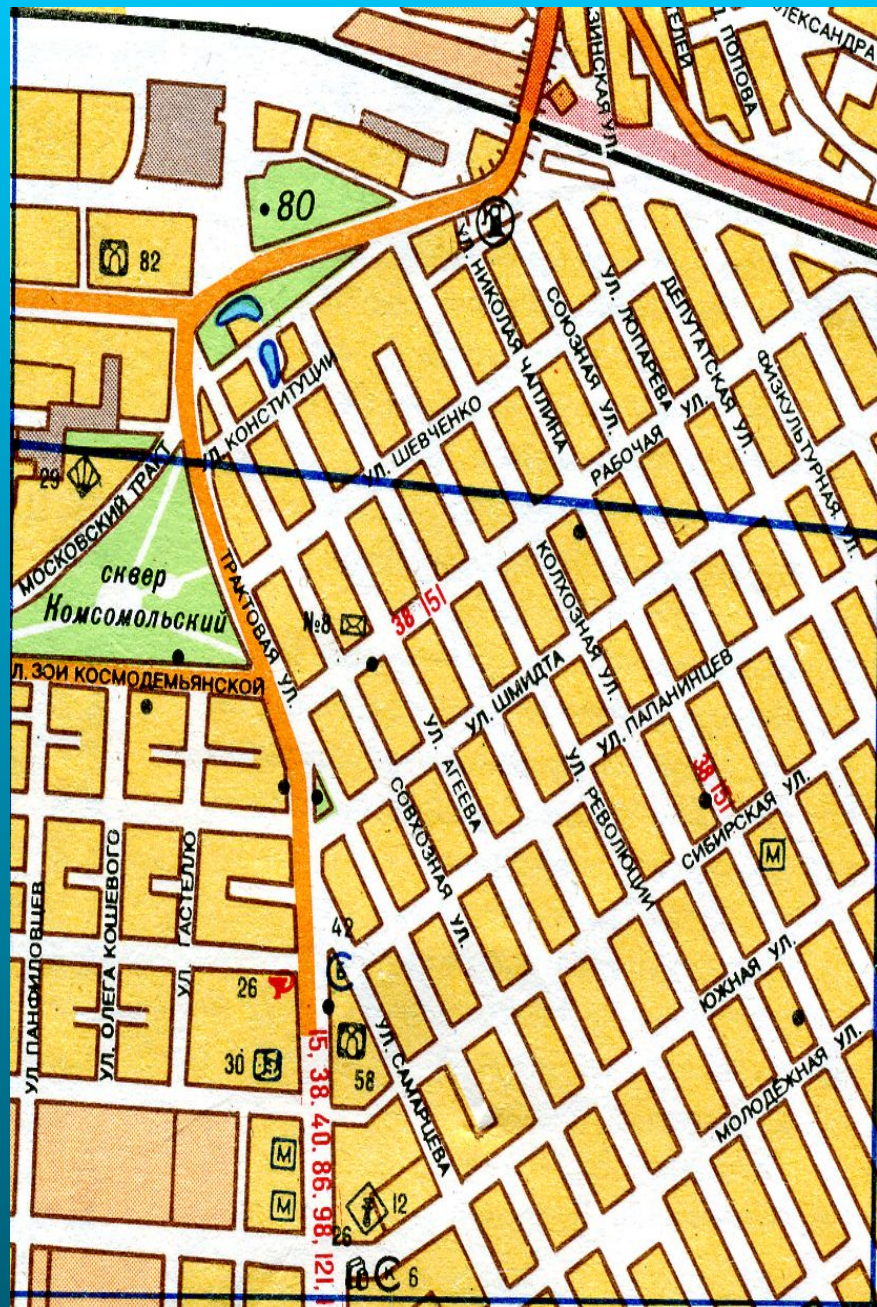 АЗИНСКАЯ УЛ.
Д. ПОПОВА
ЛЕКСАНДРА
80
82
УЛ. НИКОЛАЯ ЧАПЛИНА
СОЮЗНАЯ УЛ.
УЛ. ЛОПАРЕВА
ДЕПУТАТСКАЯ УЛ.
ФИЗКУЛЬТУРНАЯ УЛ.
УЛ. КОНСТИТУЦИИ
УЛ. ШЕВЧЕНКО
РАБОЧАЯ УЛ.
29
МОСКОВСКИЙ ТРАКТ
сквер
Комсомольский
ТРАКТОВАЯ УЛ.
№8
38 151
КОЛХОЗНАЯ УЛ.
УЛ. ЗОИ КОСМОДЕМЬЯНСКОЙ
УЛ. ШМИДТА
УЛ. ПАПАНИНЦЕВ
УЛ. АГЕЕВА
СОВХОЗНАЯ УЛ.
УЛ. РЕВОЛЮЦИИ
38 151
СИБИРСКАЯ УЛ.
М
УЛ. ПАНФИЛОВЦЕВ
УЛ. ОЛЕГА КОШЕВОГО
УЛ. ГАСТЕЛЛО
42
26
30
58
УЛ. САМАРЦЕВА
ЮЖНАЯ УЛ.
МОЛОДЁЖНАЯ УЛ.
15, 38, 40, 86, 98, 121,
М
М
12
26
К
6